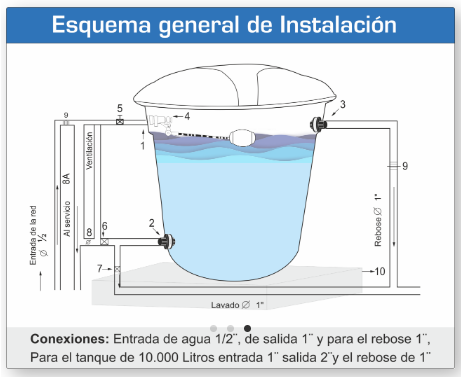 Esquema general de Instalación
9
5
4
3
1
Ventilación
8A
Al servicio
Entrada de la red
Ø ½
8
6
2
7
9
Rebose Ø 1"
10
Lavado Ø 1"
Conexiones: Entrada de agua 1/2¨, de salida 1¨ y para el rebose 1¨,
Para el tanque de 10.000 Litros entrada 1¨ salida 2¨y el rebose de 1¨